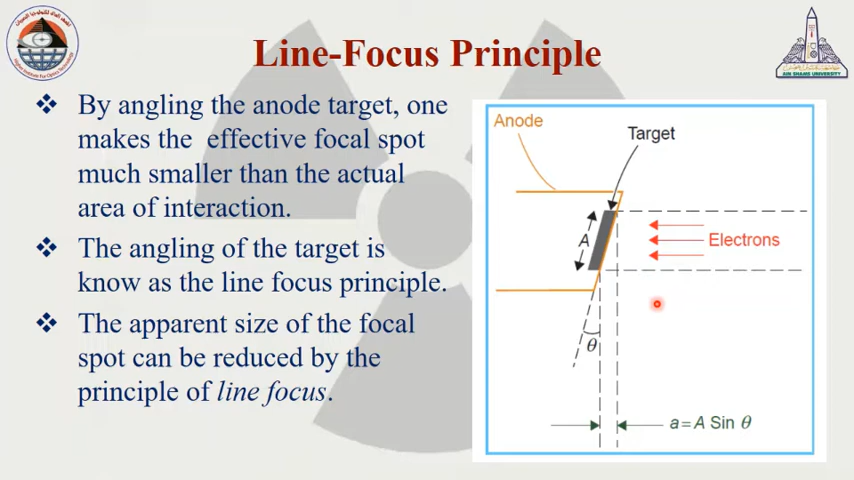 Line-Focus Principle
AIN SHAMS UNIVERSITY
❖ By angling the anode target, one
makes the effective focal spot
much smaller than the actual
area of interaction.
❖ The angling of the target is
know as the line focus principle.
❖ The apparent size of the focal
spot can be reduced by the
principle of line focus.
Anode
Target
A
Electrons
θ
a = A Sin θ